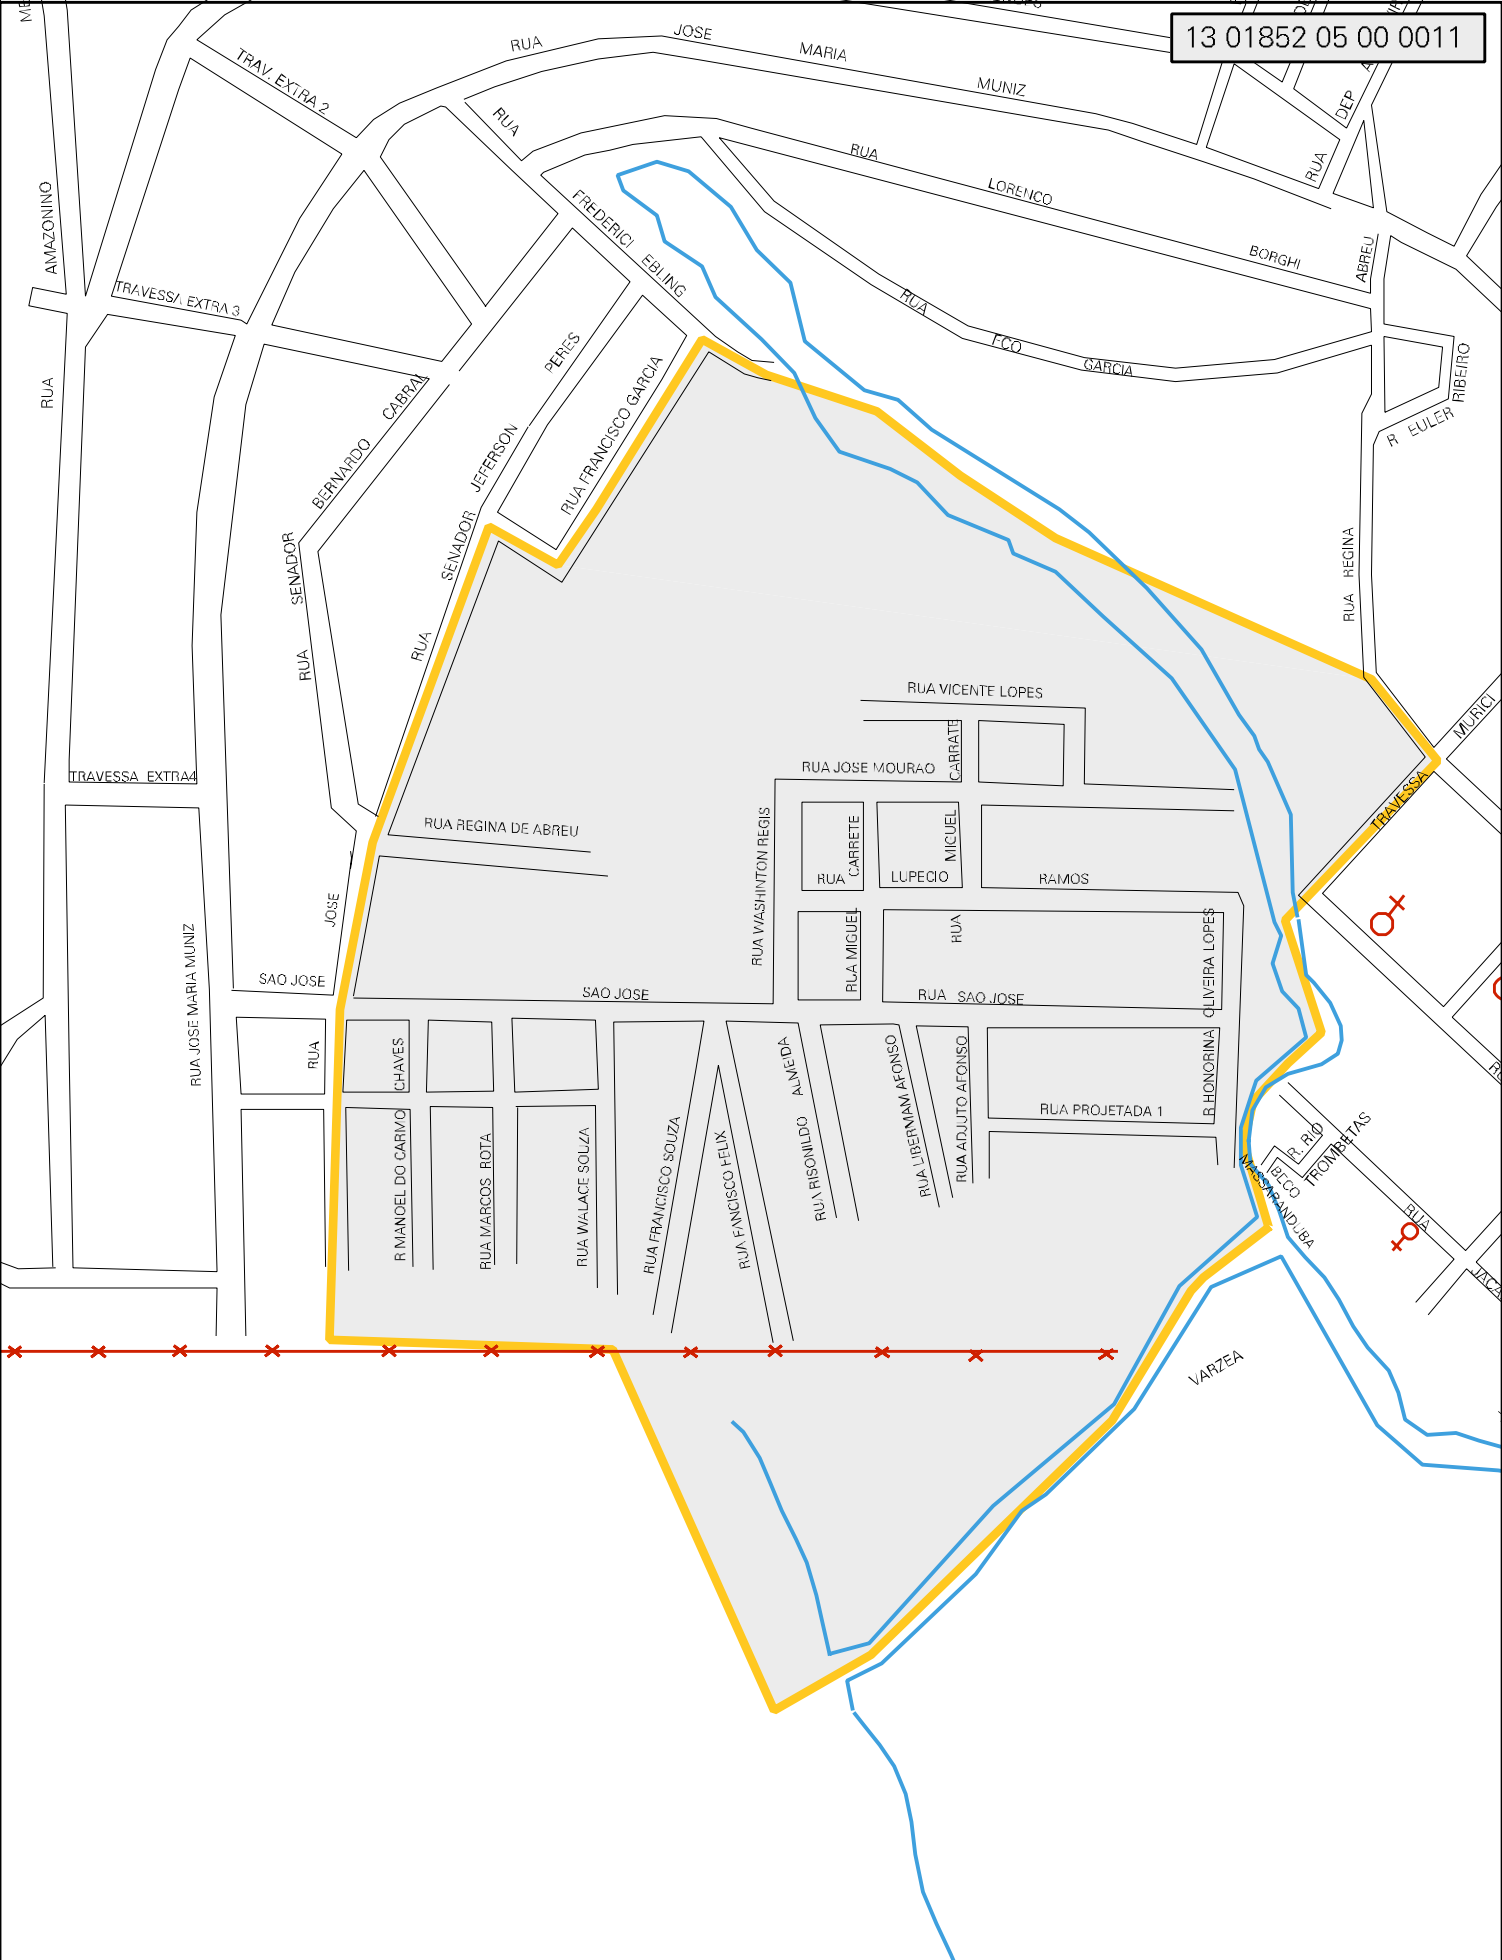 13 01852 05 00 0011
RUA JOSE MARIA MUNIZ
TRAV. EXTRA 2
RUA FREDERICI EBLING
RUA LORENCO BORGHI
RUA DEP
ABREU
RUA AMAZONINO
TRAVESSA EXTRA 3
RUA FCO GARCIA
R EULER RIBEIRO
RUA SENADOR JEFERSON PERES
RUA FRANCISCO GARCIA
RUA SENADOR BERNARDO CABRAL
RUA REGINA
TRAVESSA MURICI
RUA VICENTE LOPES
CARRATE
RUA JOSE MOURAO
TRAVESSA EXTRA4
RUA REGINA DE ABREU
RUA WASHINTON REGIS
CARRETE
MIGUEL
RUA LUPECIO RAMOS
RUA JOSE
RUA MIGUEL
RUA
RUA JOSE MARIA MUNIZ
SAO JOSE
SAO JOSE
RUA SAO JOSE
R HONORINA OLIVEIRA LOPES
R MANOEL DO CARMO CHAVES
RUA MARCOS ROTA
RUA WALACE SOUZA
RUA FRANCISCO SOUZA
RUA FANCISCO FELIX
RUA RISONILDO ALMEIDA
RUA LIBERMAM AFONSO
RUA ADJUTO AFONSO
RUA PROJETADA 1
R. RIO TROMBETAS
BECO
MASSARANDUBA
RUA
JACA
VARZEA